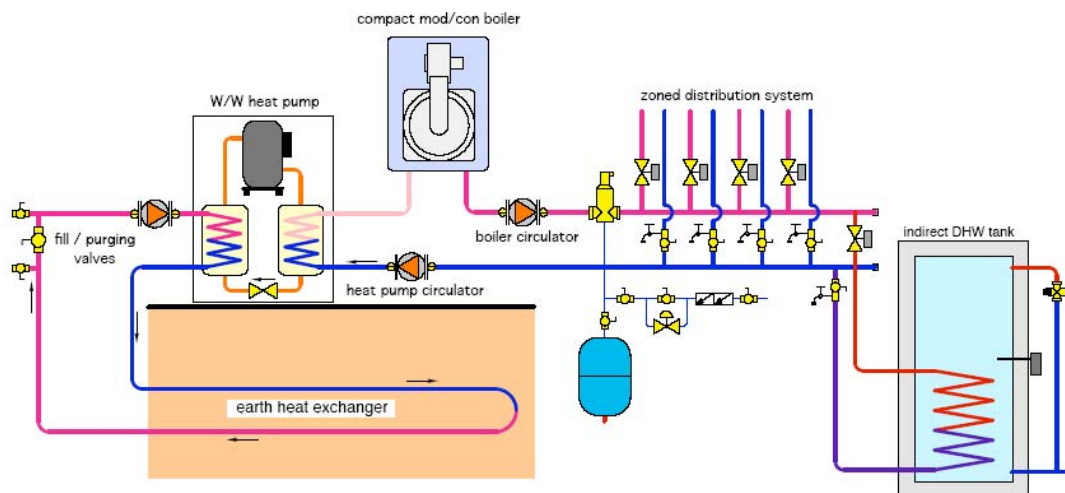 compact mod/con boiler
W/W heat pump
zoned distribution system
fill / purging
valves
boiler circulator
indirect DHW tank
heat pump circulator
earth heat exchanger